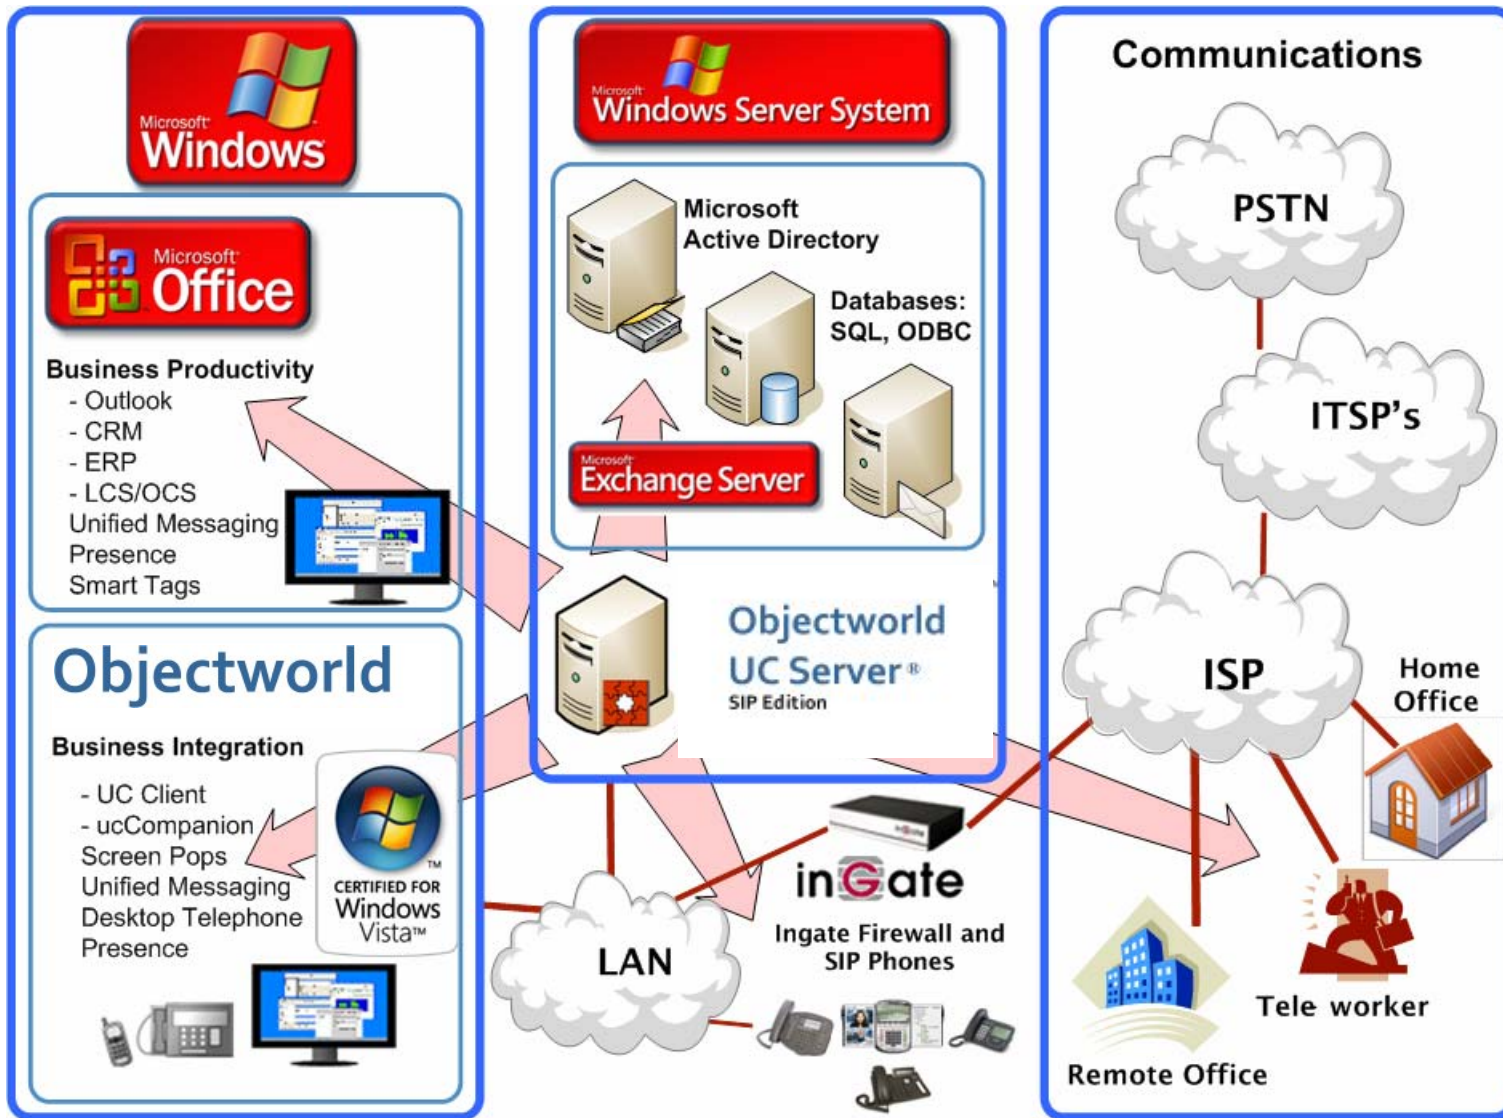 Microsoft
Windows
Microsoft
Office
Business Productivity
- Outlook
- CRM
- ERP
- LCS/OCS
Unified Messaging
Presence
Smart Tags
Objectworld
Business Integration
- UC Client
- ucCompanion
Screen Pops
Unified Messaging
Desktop Telephone
Presence
TM
CERTIFIED FOR
Windows
Vista™
Microsoft
Windows Server System
Microsoft
Active Directory
Databases:
SQL, ODBC
Microsoft
Exchange Server
Objectworld
UC Server®
SIP Edition
LAN
inGate
inGate
Ingate Firewall and
SIP Phones
Communications
PSTN
ITSP's
ISP
Home
Office
Tele worker
Remote Office